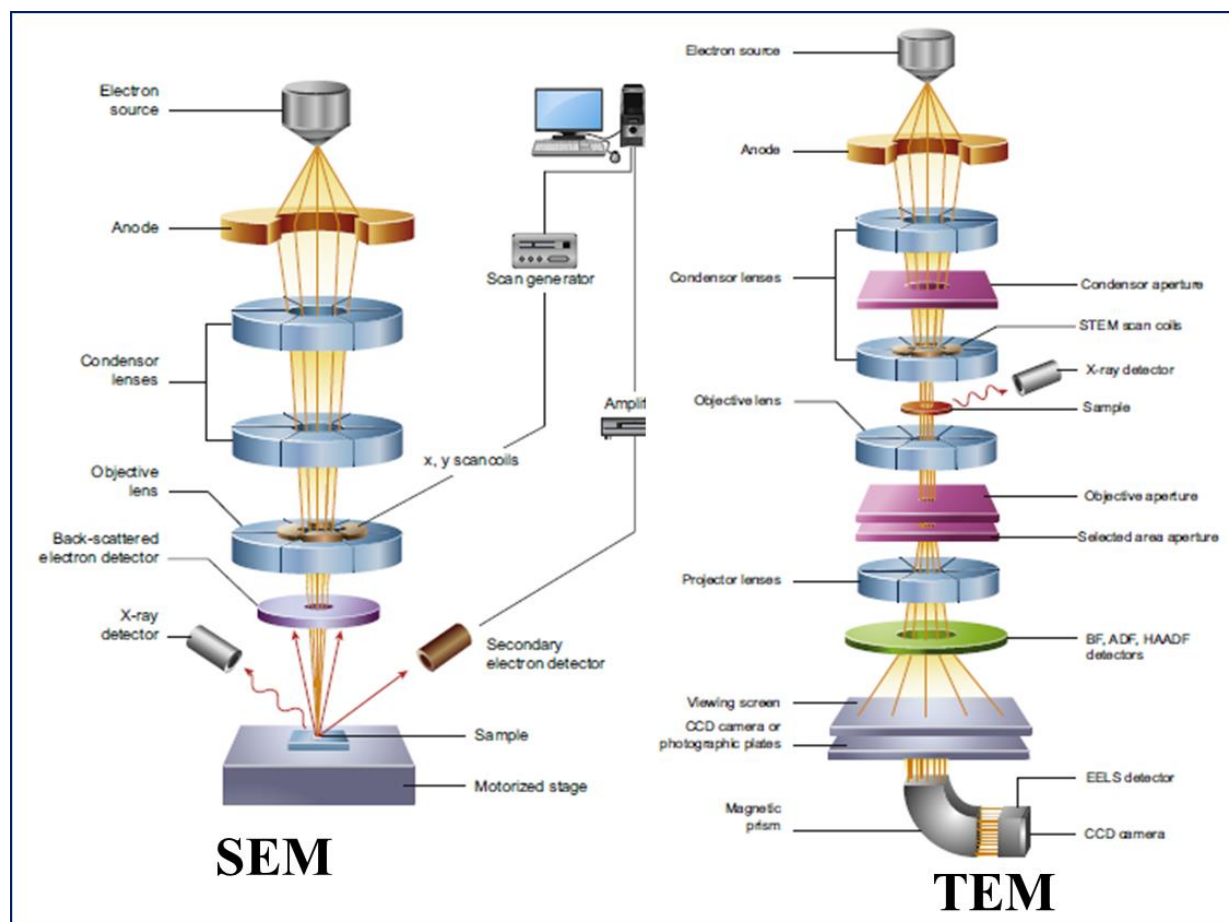 Electron
source
Anode
Condensor
lenses
Objective
lens
Back-scattered
electron detector
X-ray
detector
Scan generator
Amplif
x, y scan coils
Secondary
electron detector
Sample
Motorized stage
SEM
Electron source
Anode
Condensor lenses
Condensor aperture
STEM scan coils
X-ray detector
Sample
Objective lens
Objective aperture
Selected area aperture
Projector lenses
BF, ADF, HAADF
detectors
Viewing screen
CCD camera or
photographic plates
EELS detector
Magnetic
prism
CCD camera
TEM